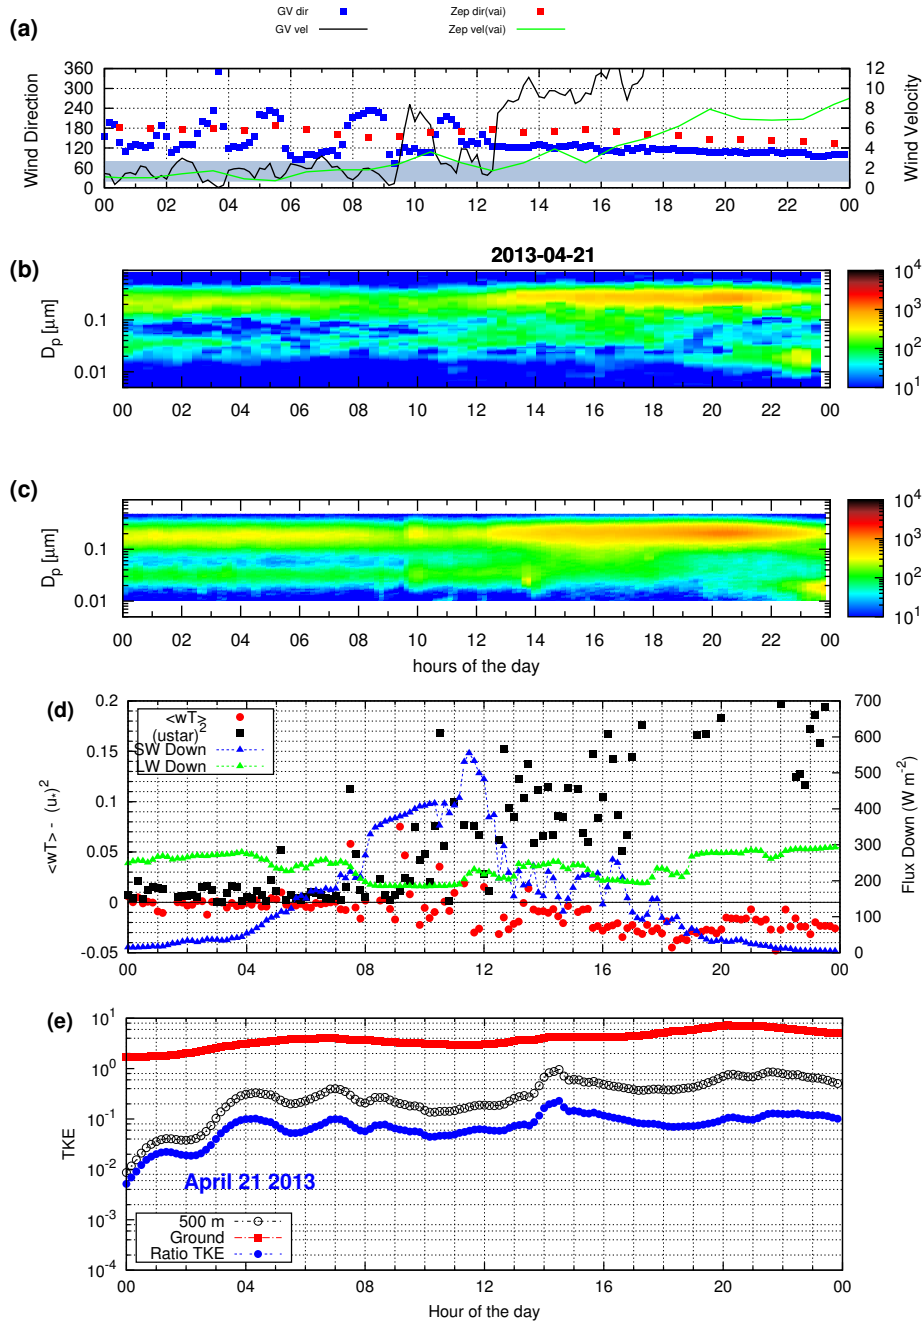 GV dir
Zep dir(vai)
GV vel
Zep vel(vai)
(a)
360
300
240
180
120
60
0
Wind Direction
12
10
8
6
4
2
0
Wind Velocity
00 02 04 06 08 10 12 14 16 18 20 22 00
2013-04-21
(b)
D_p [μm]
0.1
0.01
10^4
10^3
10^2
10^1
00 02 04 06 08 10 12 14 16 18 20 22 00
(c)
D_p [μm]
0.1
0.01
10^4
10^3
10^2
10^1
00 02 04 06 08 10 12 14 16 18 20 22 00
hours of the day
(d)
<wT>
(ustar)^2
SW Down
LW Down
0.2
0.15
0.1
0.05
0
-0.05
<wT> - (u*)^2
700
600
500
400
300
200
100
0
Flux Down (W m^-2)
00 04 08 12 16 20 00
(e)
10^1
10^0
10^-1
10^-2
10^-3
10^-4
TKE
April 21 2013
500 m
Ground
Ratio TKE
00 04 08 12 16 20 00
Hour of the day